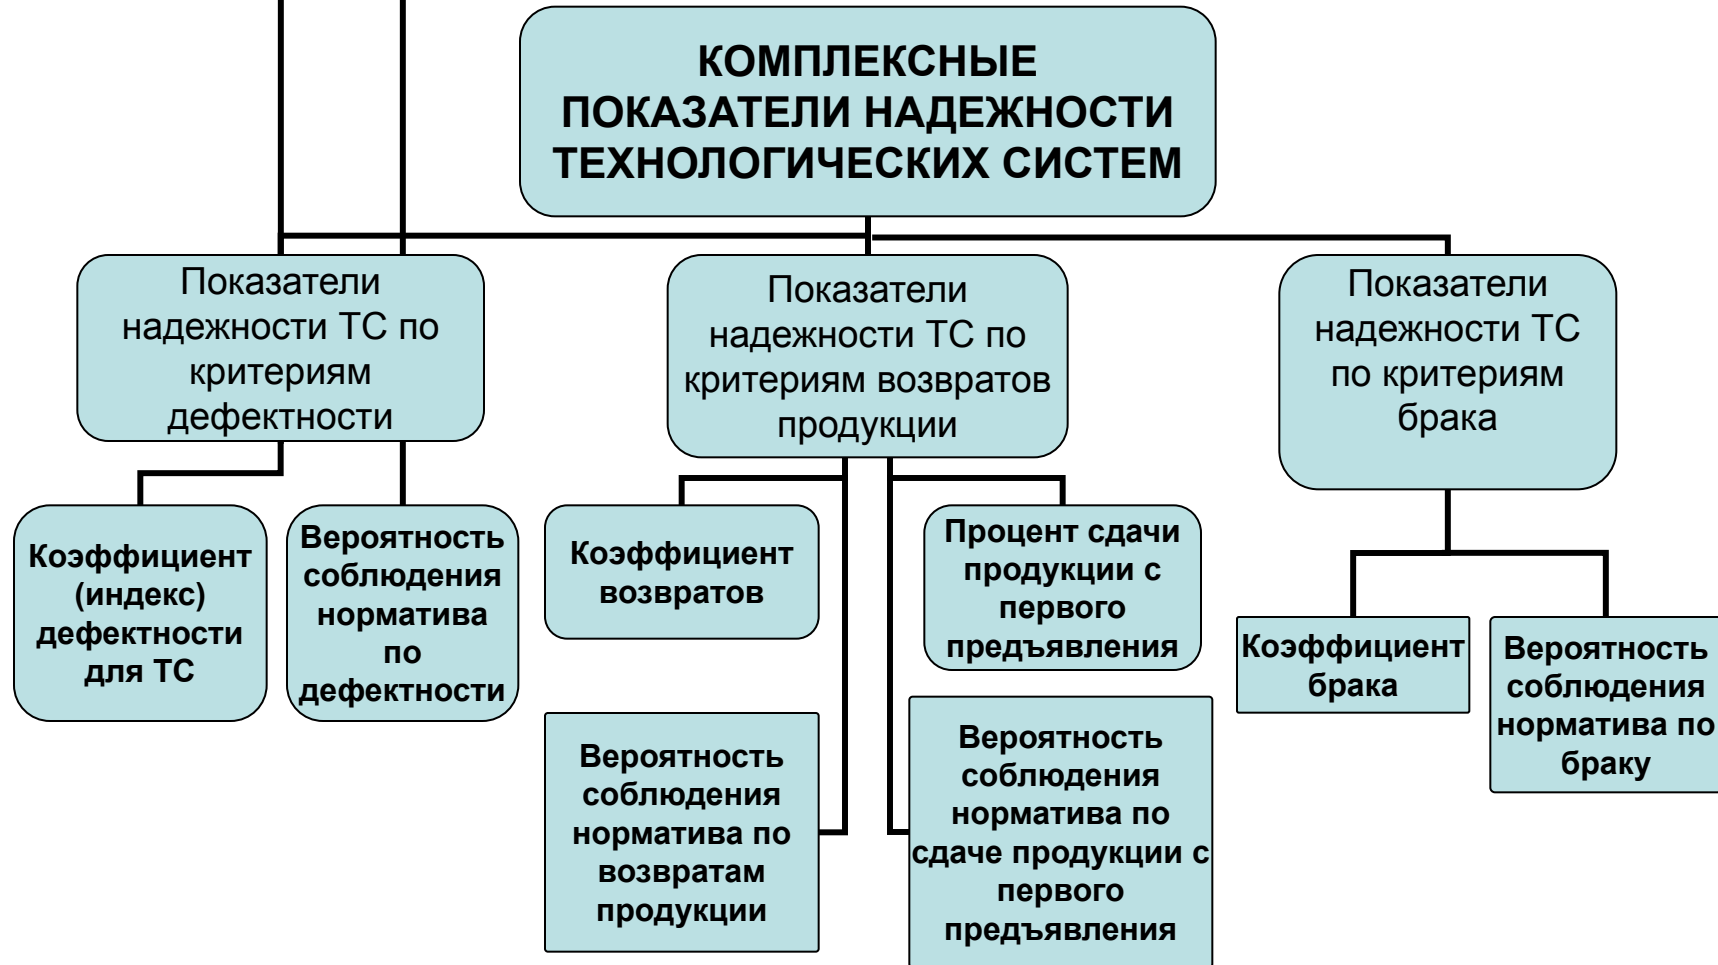 КОМПЛЕКСНЫЕ
ПОКАЗАТЕЛИ НАДЕЖНОСТИ
ТЕХНОЛОГИЧЕСКИХ СИСТЕМ
Показатели
надежности ТС по
критериям
дефектности
Показатели
надежности ТС по
критериям возвратов
продукции
Показатели
надежности ТС
по критериям
брака
Коэффициент
(индекс)
дефектности
для ТС
Вероятность
соблюдения
норматива
по
дефектности
Коэффициент
возвратов
Процент сдачи
продукции с
первого
предъявления
Коэффициент
брака
Вероятность
соблюдения
норматива по
браку
Вероятность
соблюдения
норматива по
возвратам
продукции
Вероятность
соблюдения
норматива по
сдаче продукции с
первого
предъявления